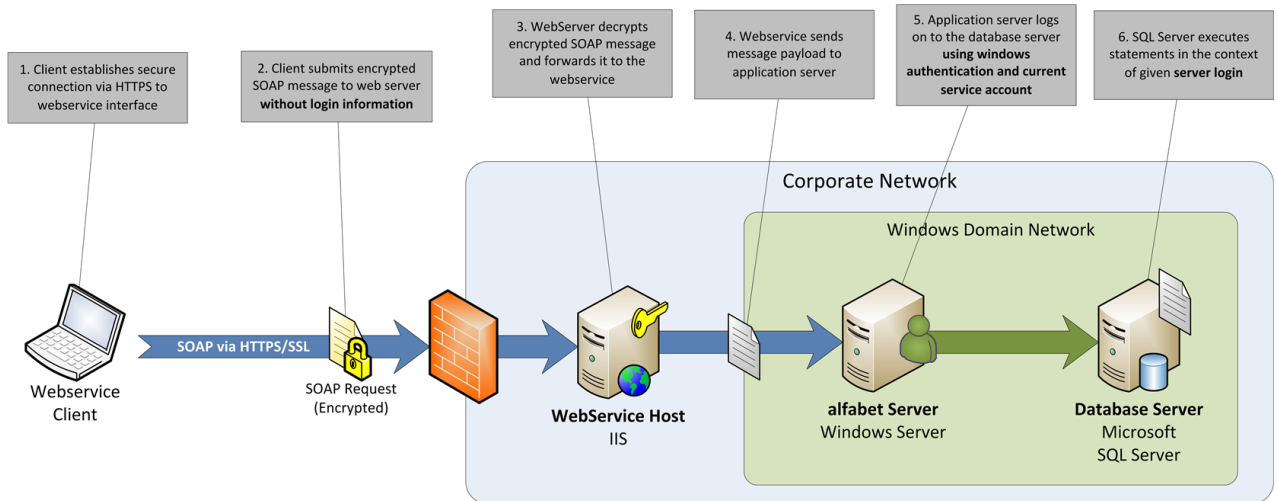 1. Client establishes secure
connection via HTTPS to
webservice interface
2. Client submits encrypted
SOAP message to web server
without login information
3. WebServer decrypts
encrypted SOAP message
and forwards it to the
webservice
4. Webservice sends
message payload to
application server
5. Application server logs
on to the database server
using windows
authentication and current
service account
6. SQL Server executes
statements in the context
of given server login
Corporate Network
Windows Domain Network
SOAP via HTTPS/SSL
Webservice
Client
SOAP Request
(Encrypted)
WebService Host
IIS
alfabet Server
Windows Server
Database Server
Microsoft
SQL Server